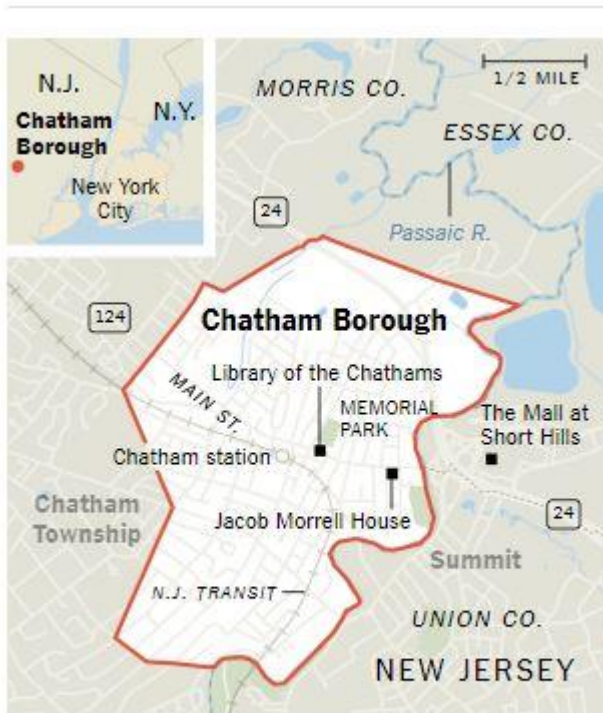 N.J.
Chatham
Borough
N.Y.
New York
City
MORRIS CO.
1/2 MILE
ESSEX CO.
24
Passaic R.
124
Chatham Borough
Library of the Chathams
MAIN ST.
MEMORIAL
PARK
The Mall at
Short Hills
Chatham station
Chatham
Township
Jacob Morrell House
24
Summit
N.J. TRANSIT
UNION CO.
NEW JERSEY